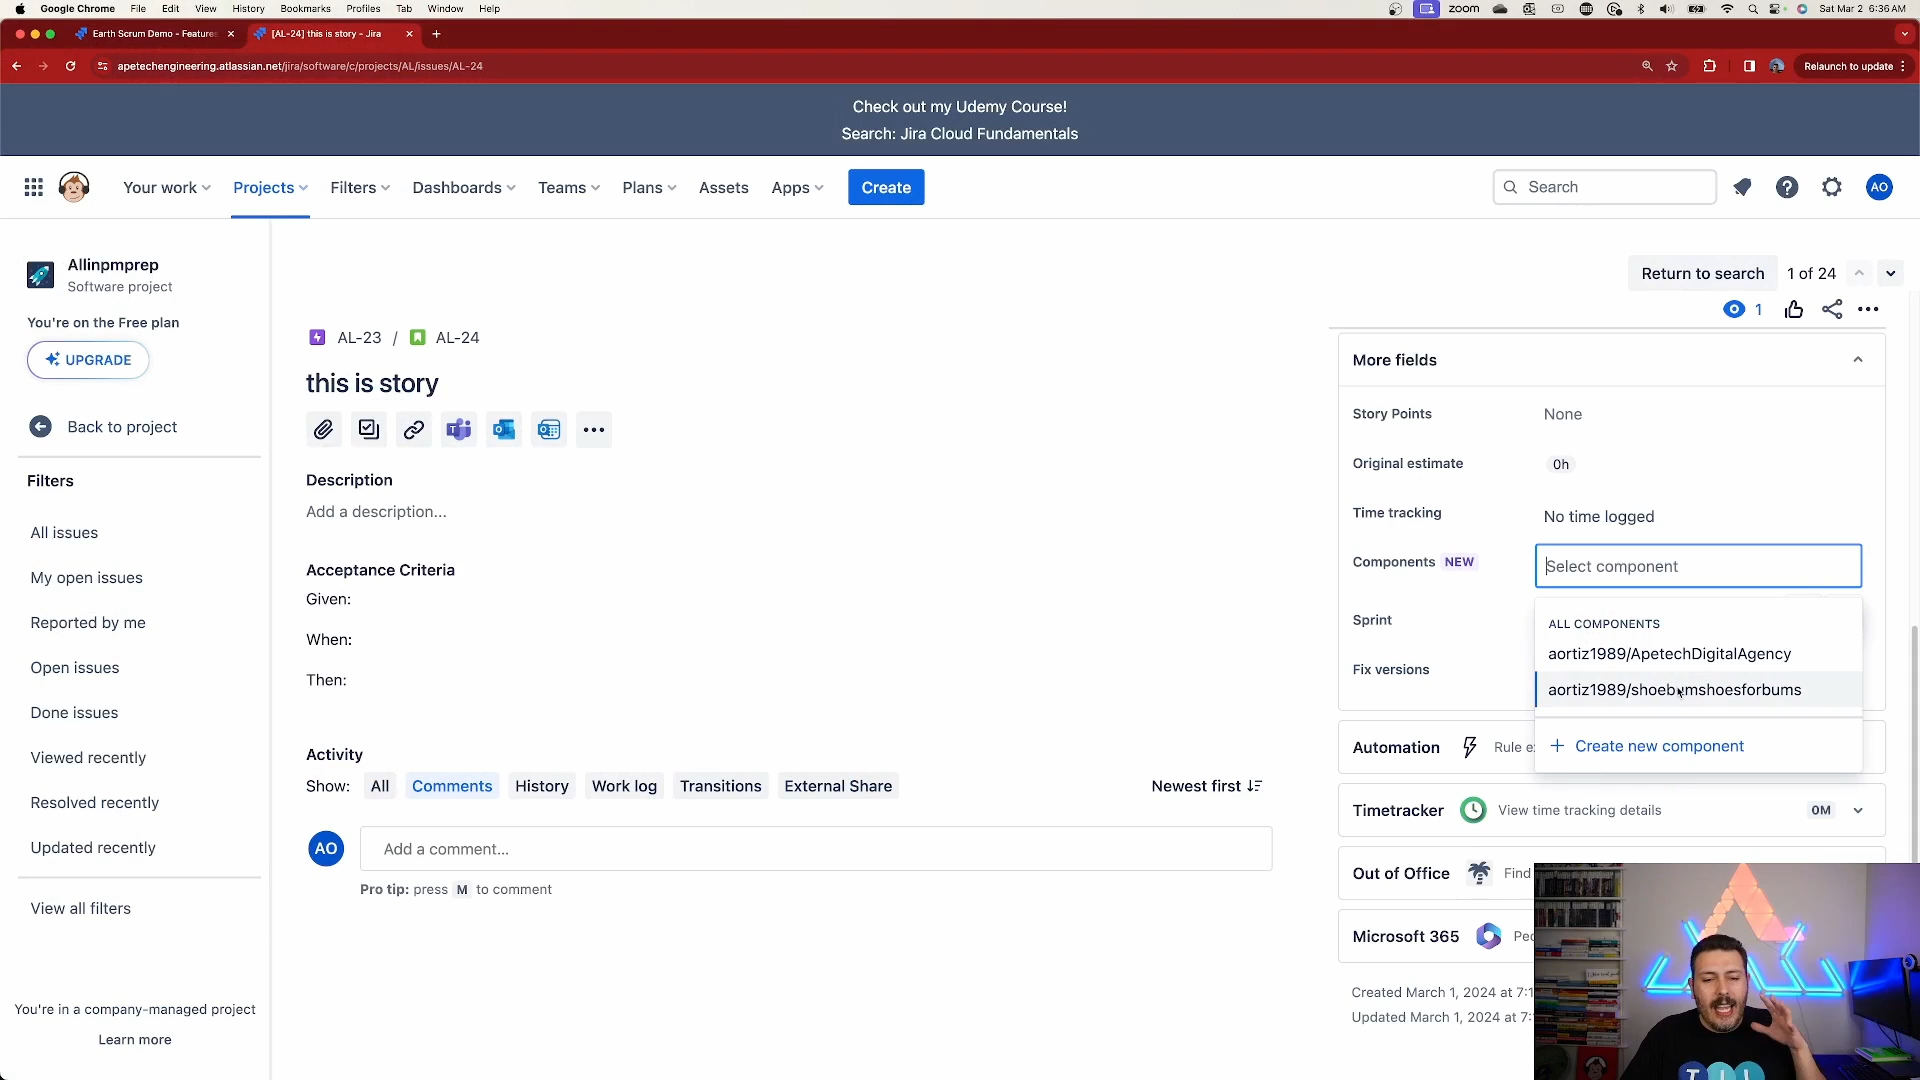 Google Chrome File Edit View History Bookmarks Profiles Tab Window Help
zoom
Sat Mar 2 6:36 AM
Earth Scrum Demo - Features
[AL-24] this is story - Jira
apetechengineering.atlassian.net/jira/software/c/projects/AL/issues/AL-24
Relaunch to update
Check out my Udemy Course!
Search: Jira Cloud Fundamentals
Your work
Projects
Filters
Dashboards
Teams
Plans
Assets
Apps
Create
Search
AO
Allinpmprep
Software project
You're on the Free plan
UPGRADE
Back to project
Filters
All issues
My open issues
Reported by me
Open issues
Done issues
Viewed recently
Resolved recently
Updated recently
View all filters
You're in a company-managed project
Learn more
Return to search
1 of 24
1
AL-23 / AL-24
this is story
Description
Add a description...
Acceptance Criteria
Given:
When:
Then:
Activity
Show: All Comments History Work log Transitions External Share
Newest first
AO
Add a comment...
Pro tip: press M to comment
More fields
Story Points
None
Original estimate
0h
Time tracking
No time logged
Components NEW
Select component
Sprint
Fix versions
ALL COMPONENTS
aortiz1989/ApetechDigitalAgency
aortiz1989/shoebumshoesforbums
+ Create new component
Automation
Rule e
Timetracker
View time tracking details
0M
Out of Office
Find
Microsoft 365
Created March 1, 2024 at 7:1
Updated March 1, 2024 at 7: